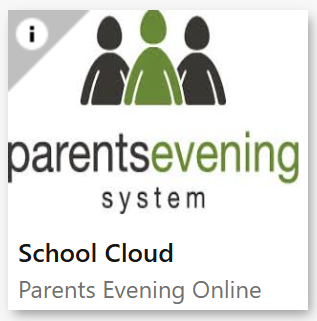 i
parentsevening
system
School Cloud
Parents Evening Online